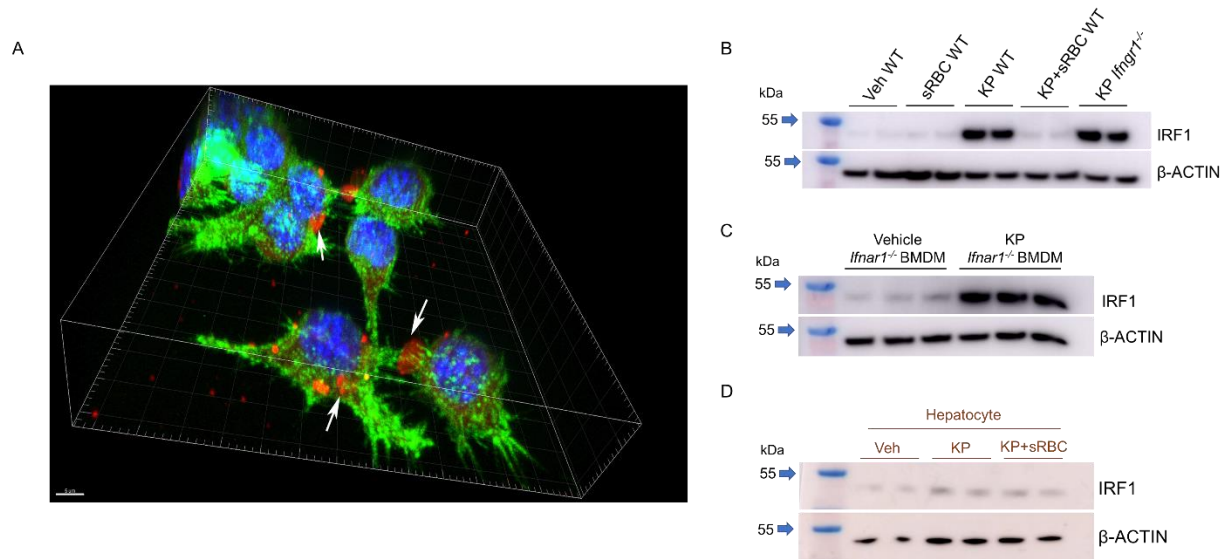 A
B
Veh WT
sRBC WT
KP WT
KP+sRBC WT
KP Ifngr1-/-
kDa
55
IRF1
55
β-ACTIN
C
Vehicle
KP
Ifnar1-/- BMDM
Ifnar1-/- BMDM
kDa
55
IRF1
55
β-ACTIN
D
Hepatocyte
Veh
KP
KP+sRBC
kDa
55
IRF1
55
β-ACTIN